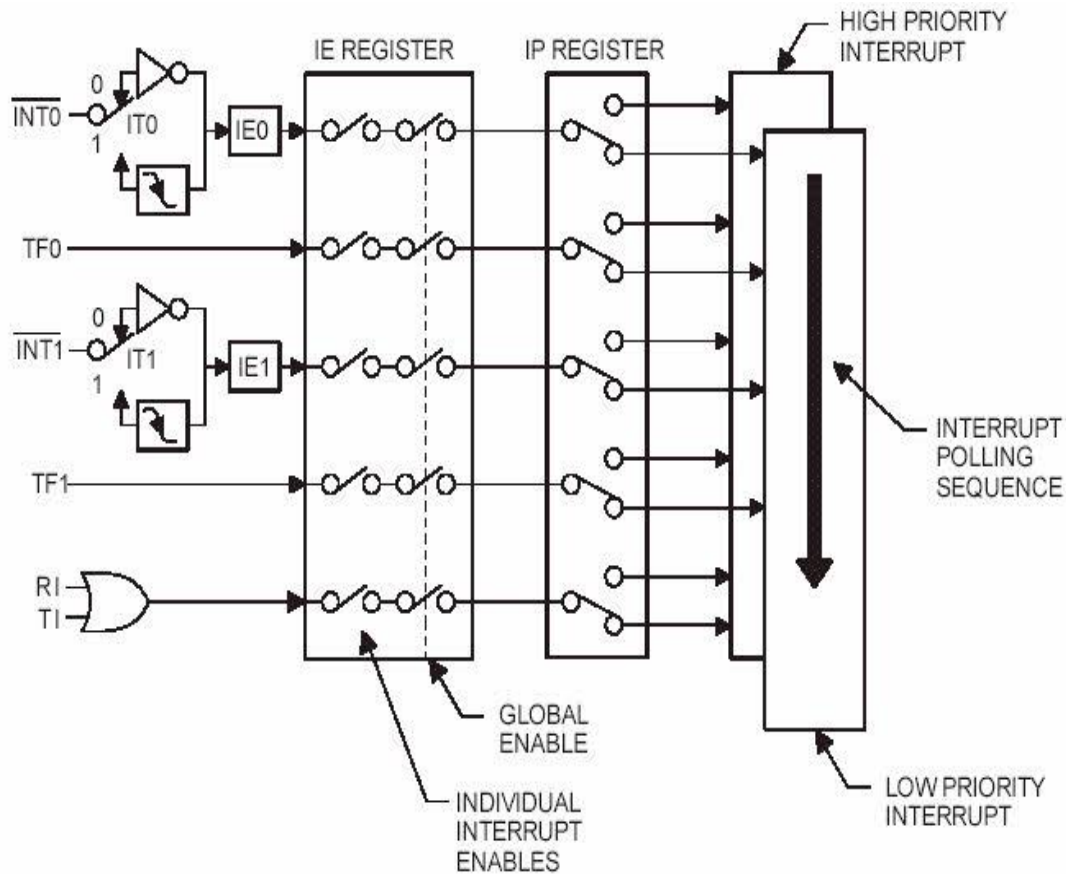 HIGH PRIORITY
INTERRUPT
IE REGISTER
IP REGISTER
0
INT0
IT0
1
IE0
TF0
0
INT1
IT1
1
IE1
TF1
RI
TI
INTERRUPT
POLLING
SEQUENCE
GLOBAL
ENABLE
INDIVIDUAL
INTERRUPT
ENABLES
LOW PRIORITY
INTERRUPT